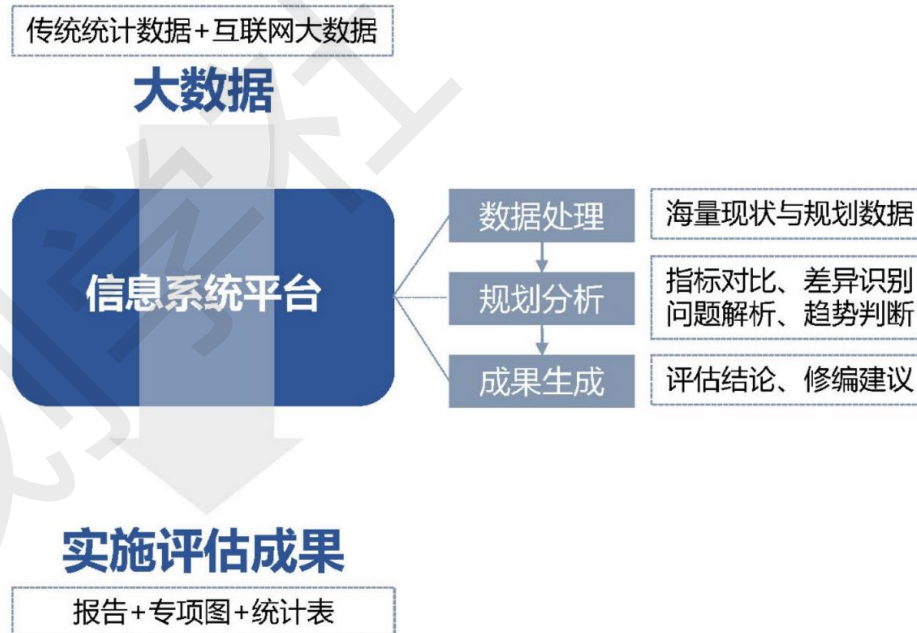 传统统计数据+互联网大数据
大数据
信息系统平台
数据处理
海量现状与规划数据
规划分析
指标对比、差异识别
问题解析、趋势判断
成果生成
评估结论、修编建议
实施评估成果
报告+专项图+统计表